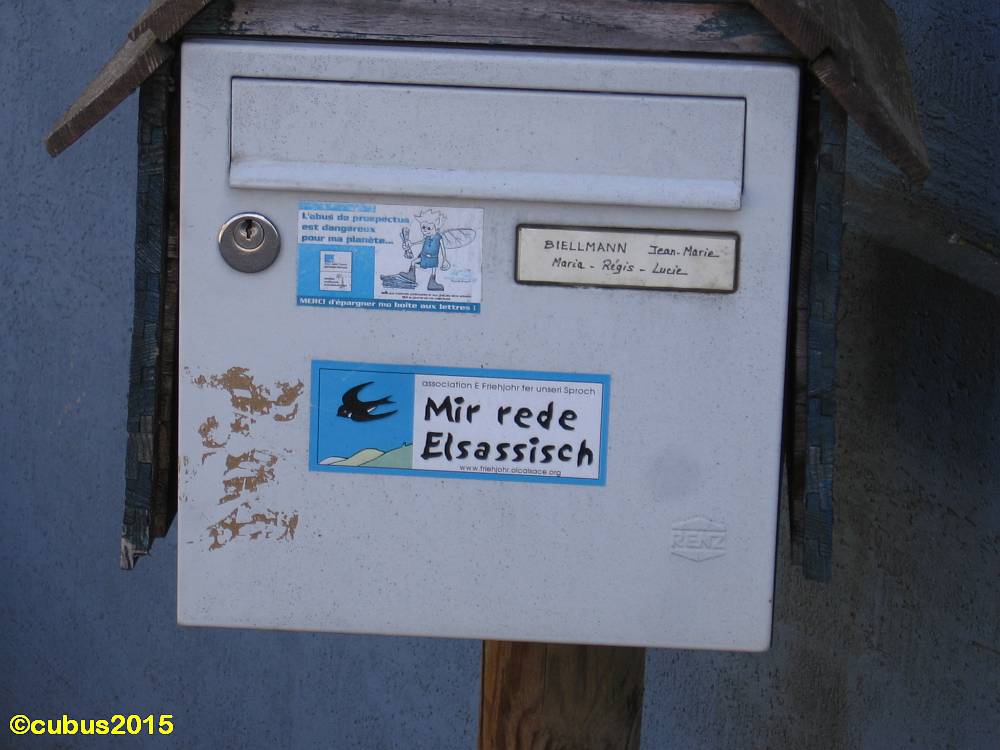 L'abus de prospectus
est dangereux
pour ma planète...
MERCI d'épargner ma boîte aux lettres !
BIELLMANN Jean-Marie
Maria - Régis - Lucie
association E Friehjohr fer unseri Sproch
Mir rede
Elsassisch
www.friehjohr.olcalsace.org
RENZ
©cubus2015